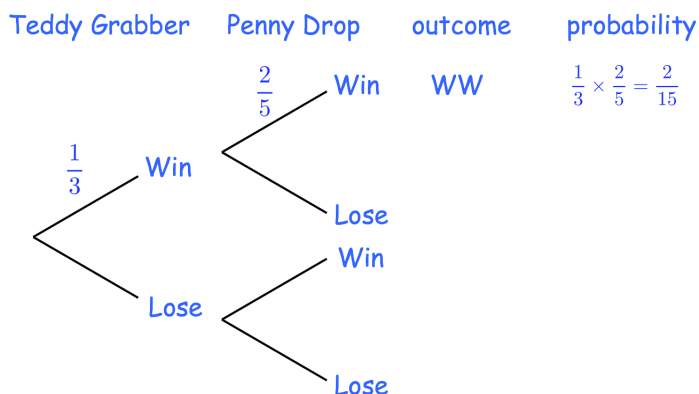 Teddy Grabber Penny Drop outcome probability
2/5 Win WW 1/3 × 2/5 = 2/15
1/3 Win
Lose
Win
Lose
Lose